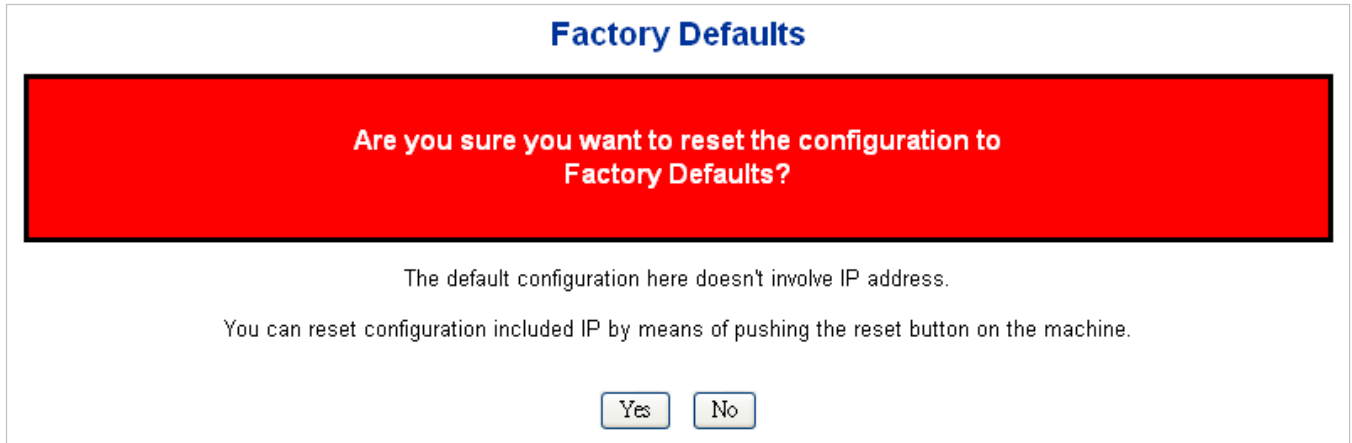 Factory Defaults
Are you sure you want to reset the configuration to
Factory Defaults?
The default configuration here doesn't involve IP address.
You can reset configuration included IP by means of pushing the reset button on the machine.
Yes No